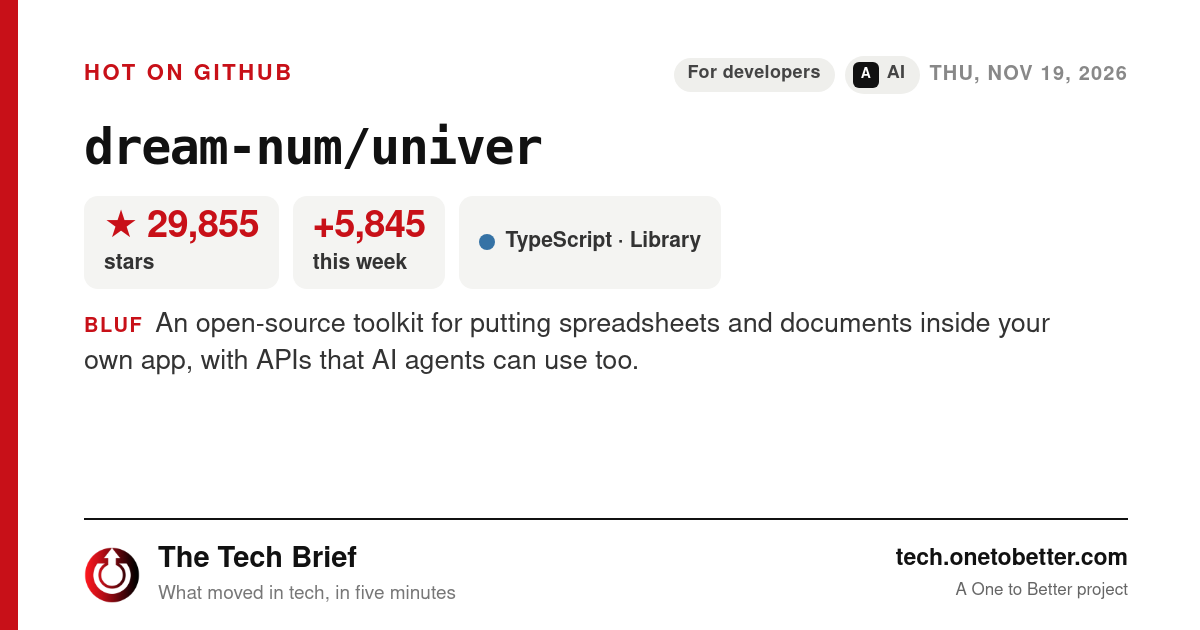 HOT ON GITHUB
For developers
A AI
THU, NOV 19, 2026
dream-num/univer
★ 29,855
stars
+5,845
this week
TypeScript · Library
BLUF An open-source toolkit for putting spreadsheets and documents inside your
own app, with APIs that AI agents can use too.
The Tech Brief
What moved in tech, in five minutes
tech.onetobetter.com
A One to Better project